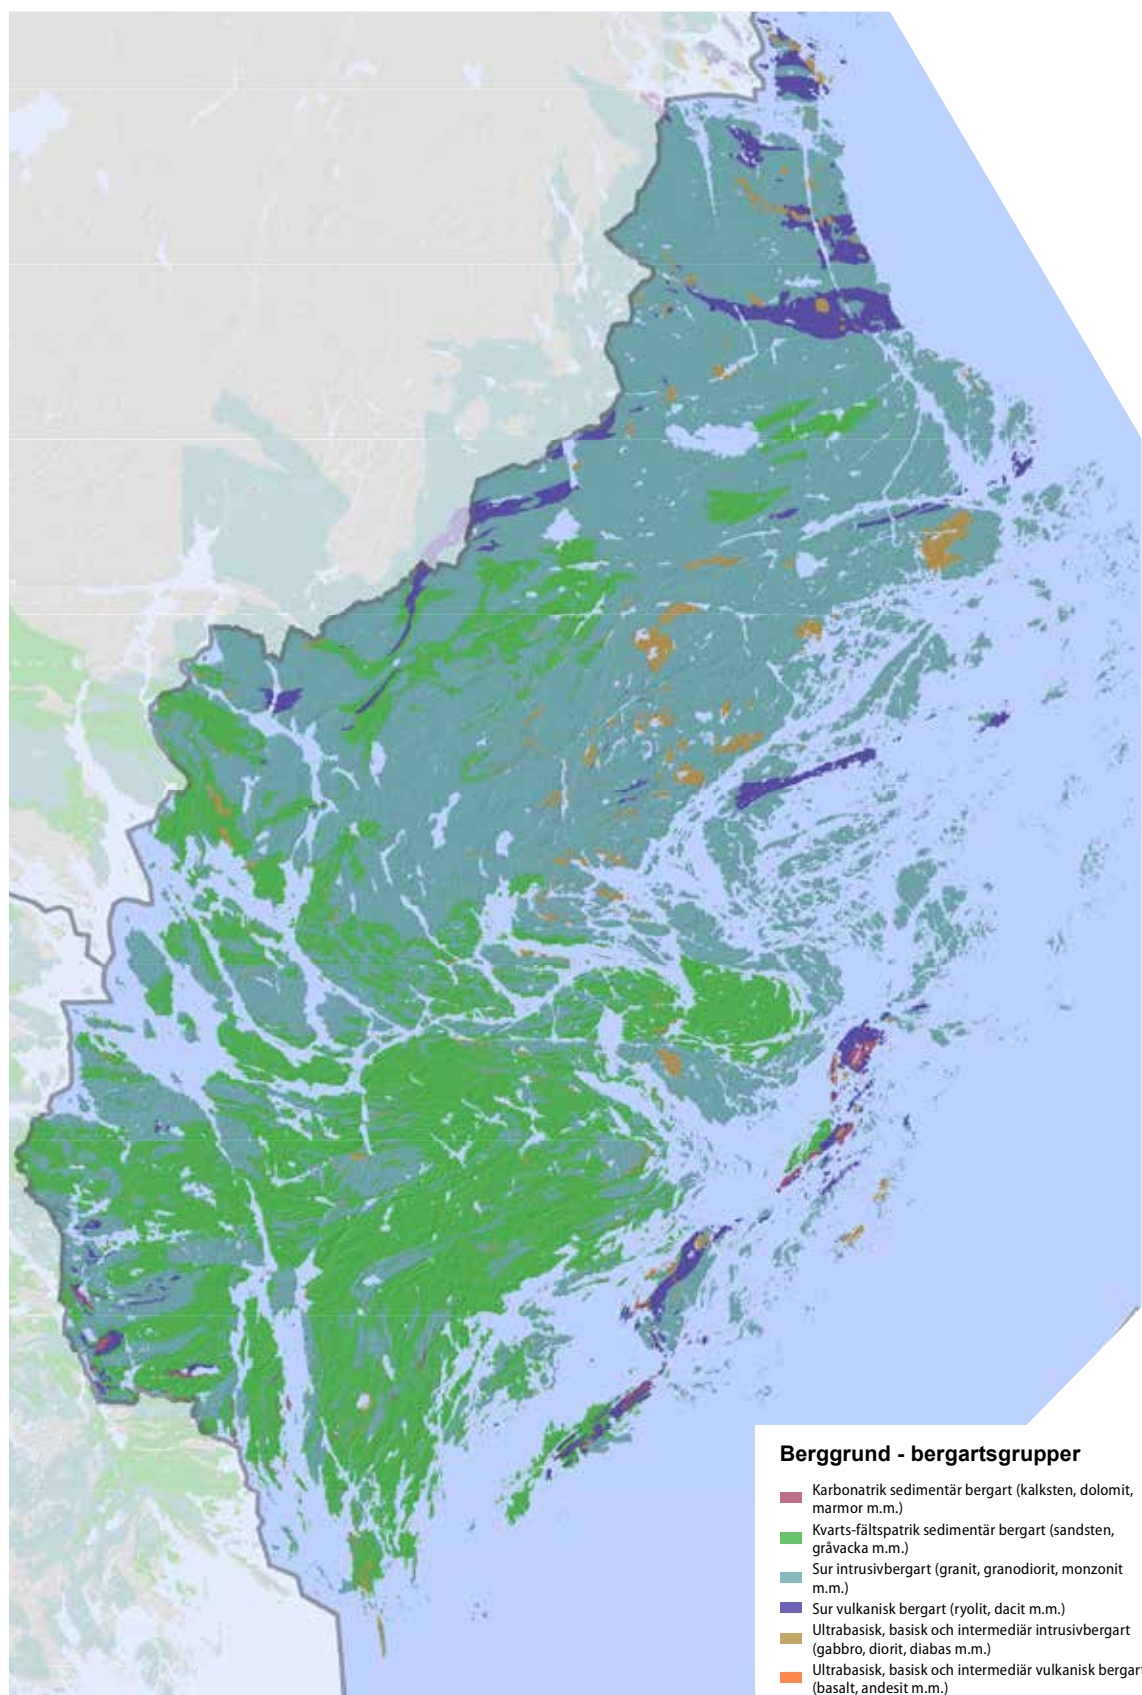 Berggrund - bergartsgrupper
Karbonatrik sedimentär bergart (kalksten, dolomit,
marmor m.m.)
Kvarts-fältspatrik sedimentär bergart (sandsten,
gråvacka m.m.)
Sur intrusivbergart (granit, granodiorit, monzonit
m.m.)
Sur vulkanisk bergart (ryolit, dacit m.m.)
Ultrabasisk, basisk och intermediär intrusivbergart
(gabbro, diorit, diabas m.m.)
Ultrabasisk, basisk och intermediär vulkanisk bergart
(basalt, andesit m.m.)